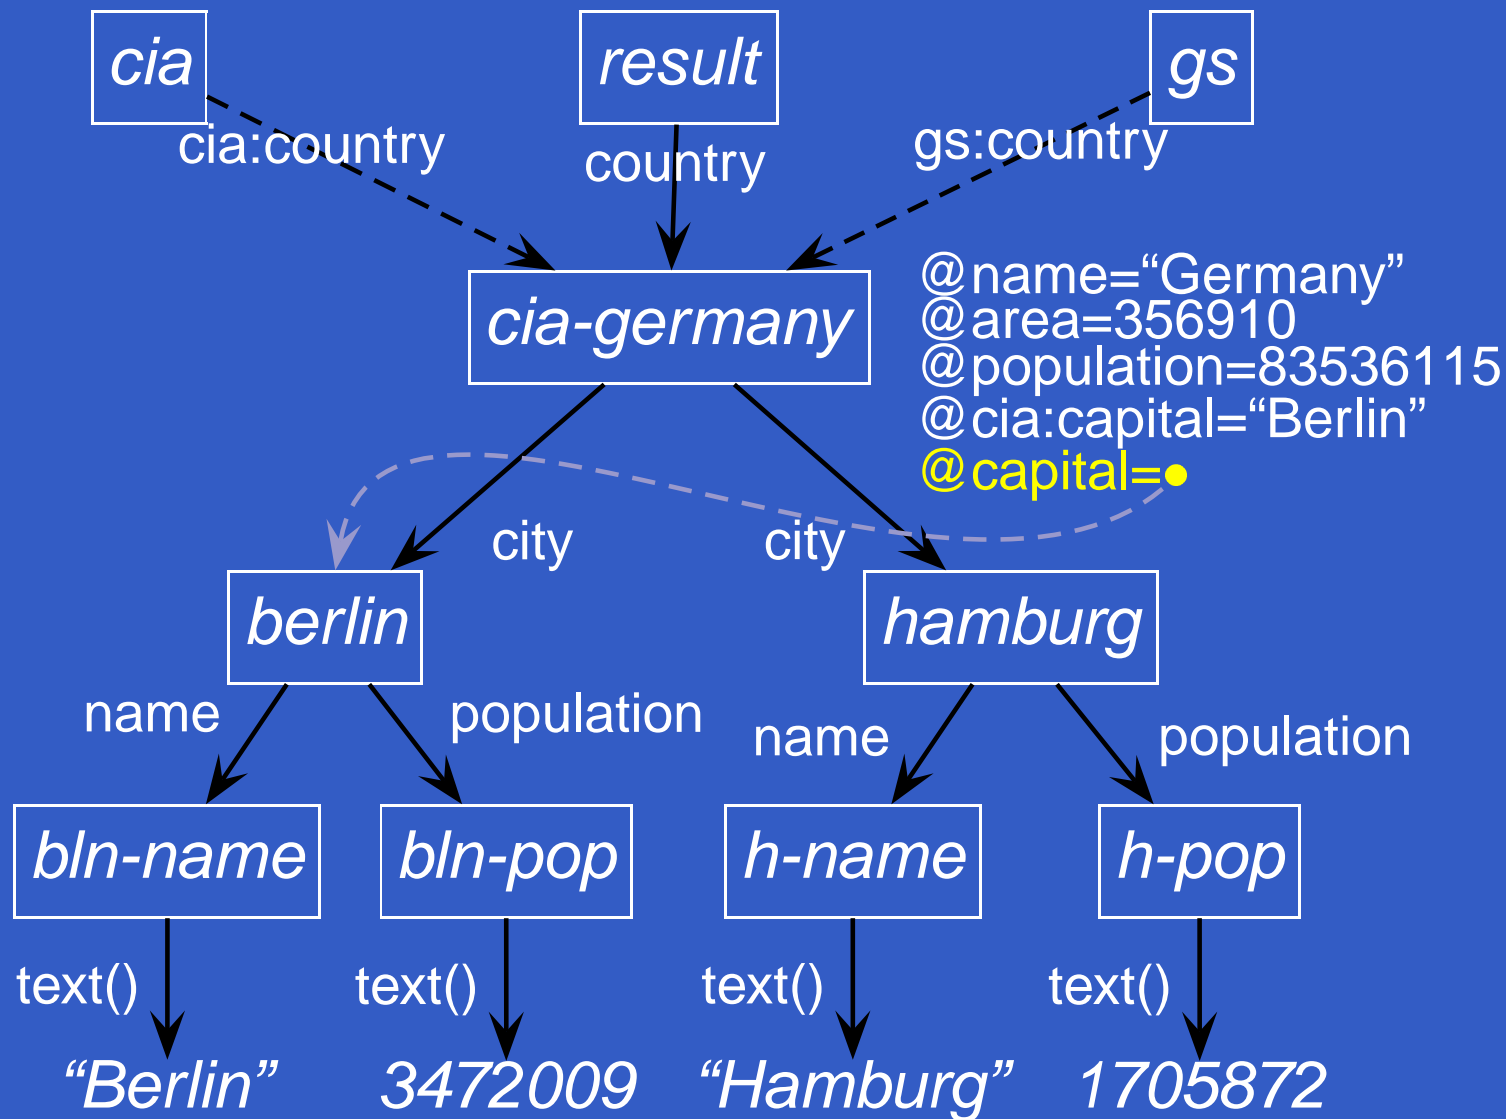 cia
result
gs
cia:country
country
gs:country
cia-germany
@name=“Germany”
@area=356910
@population=83536115
@cia:capital=“Berlin”
@capital=●
city
city
berlin
hamburg
name
population
name
population
bln-name
bln-pop
h-name
h-pop
text()
text()
text()
text()
“Berlin”
3472009
“Hamburg”
1705872